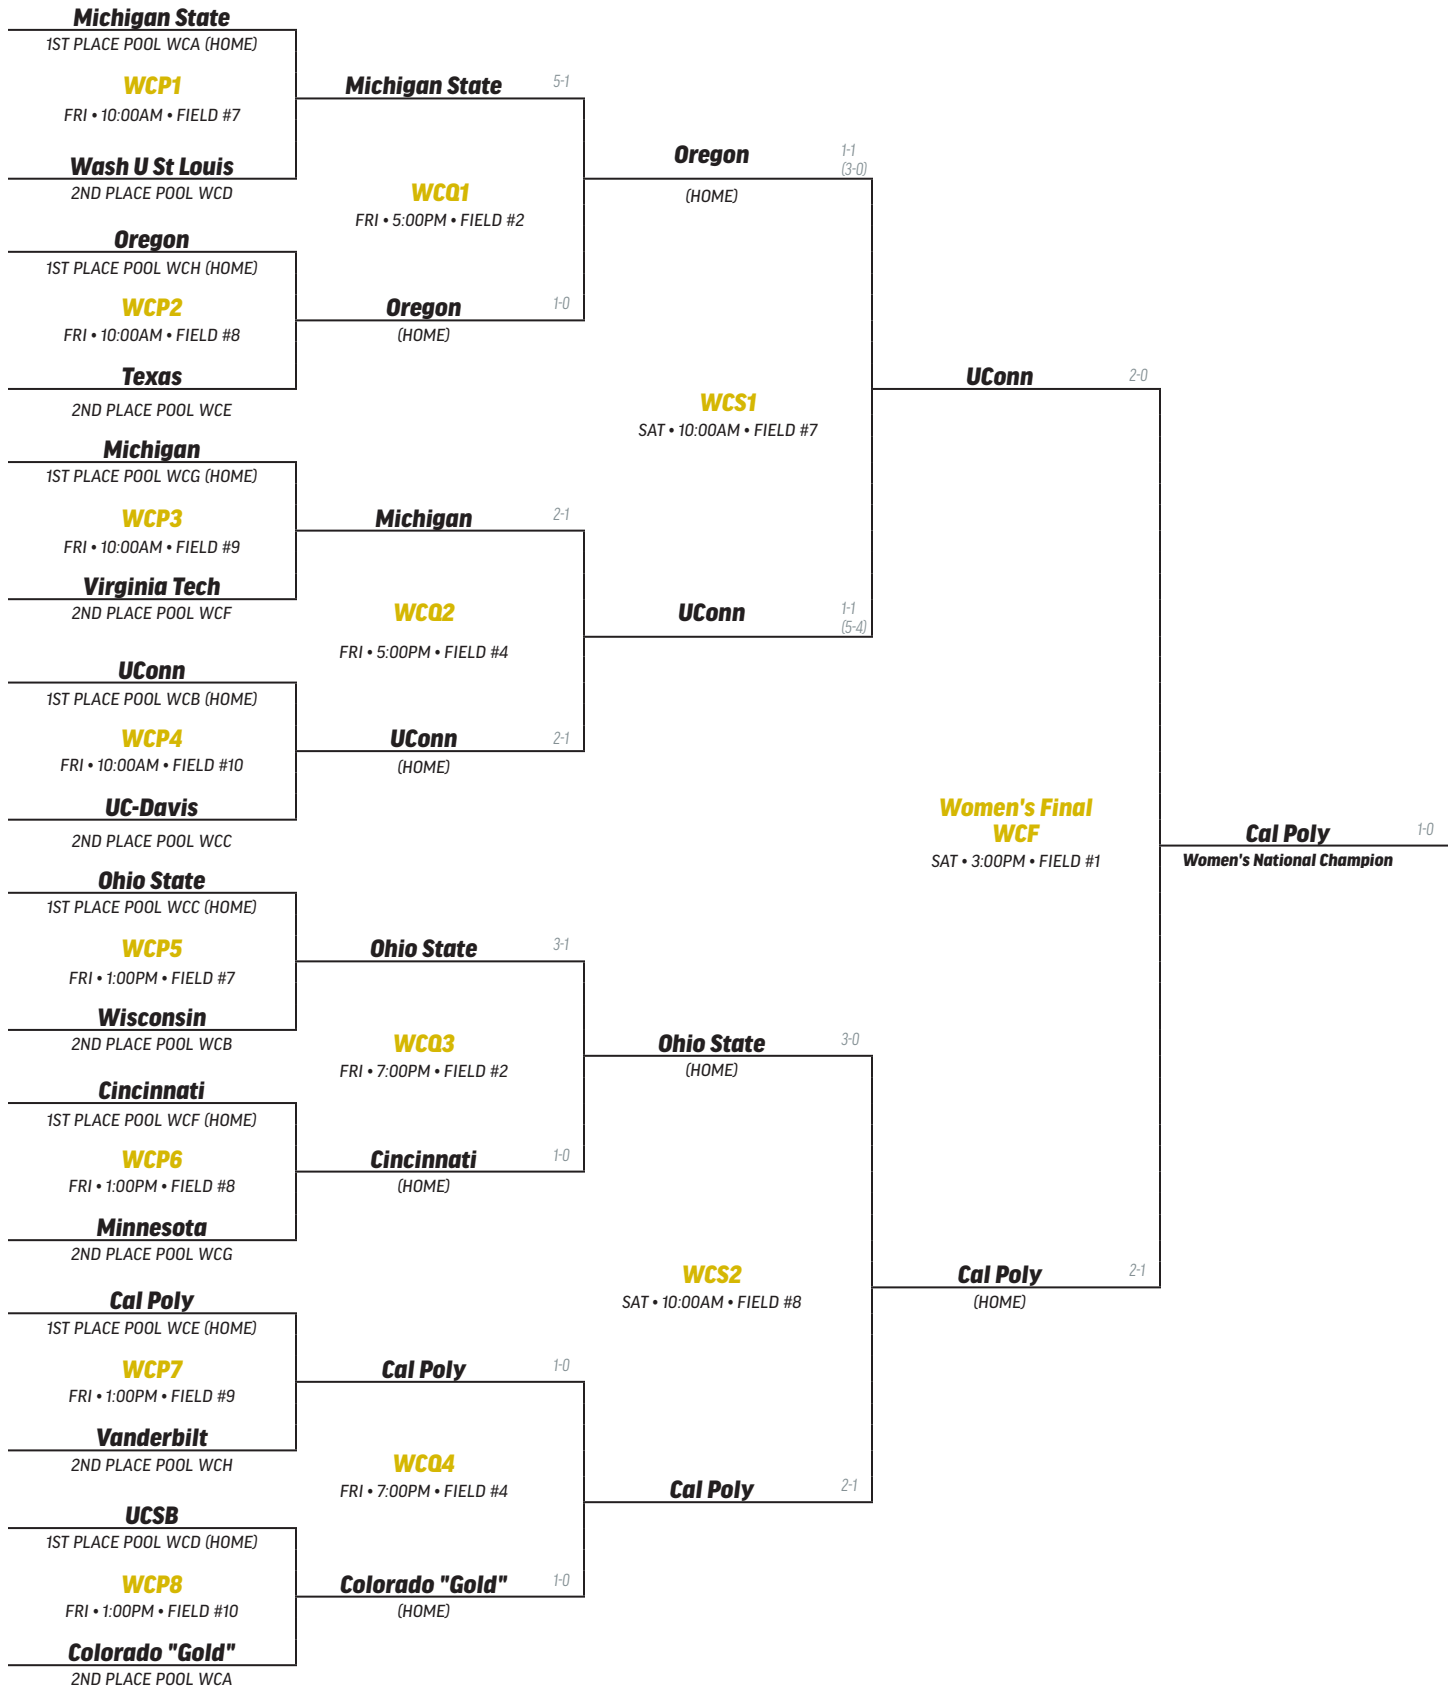 Michigan State
1ST PLACE POOL WCA (HOME)
WCP1
FRI • 10:00AM • FIELD #7
Wash U St Louis
2ND PLACE POOL WCD
Oregon
1ST PLACE POOL WCH (HOME)
WCP2
FRI • 10:00AM • FIELD #8
Texas
2ND PLACE POOL WCE
Michigan
1ST PLACE POOL WCG (HOME)
WCP3
FRI • 10:00AM • FIELD #9
Virginia Tech
2ND PLACE POOL WCF
UConn
1ST PLACE POOL WCB (HOME)
WCP4
FRI • 10:00AM • FIELD #10
UC-Davis
2ND PLACE POOL WCC
Ohio State
1ST PLACE POOL WCC (HOME)
WCP5
FRI • 1:00PM • FIELD #7
Wisconsin
2ND PLACE POOL WCB
Cincinnati
1ST PLACE POOL WCF (HOME)
WCP6
FRI • 1:00PM • FIELD #8
Minnesota
2ND PLACE POOL WCG
Cal Poly
1ST PLACE POOL WCE (HOME)
WCP7
FRI • 1:00PM • FIELD #9
Vanderbilt
2ND PLACE POOL WCH
UCSB
1ST PLACE POOL WCD (HOME)
WCP8
FRI • 1:00PM • FIELD #10
Colorado "Gold"
2ND PLACE POOL WCA
Michigan State 5-1
WCQ1
FRI • 5:00PM • FIELD #2
Oregon 1-0
(HOME)
Michigan 2-1
WCQ2
FRI • 5:00PM • FIELD #4
UConn 2-1
(HOME)
Ohio State 3-1
WCQ3
FRI • 7:00PM • FIELD #2
Cincinnati 1-0
(HOME)
Cal Poly 1-0
WCQ4
FRI • 7:00PM • FIELD #4
Colorado "Gold" 1-0
(HOME)
Oregon 1-1
(3-0)
(HOME)
WCS1
SAT • 10:00AM • FIELD #7
UConn 1-1
(5-4)
Ohio State 3-0
(HOME)
WCS2
SAT • 10:00AM • FIELD #8
Cal Poly 2-1
UConn 2-0
Women's Final
WCF
SAT • 3:00PM • FIELD #1
Cal Poly 2-1
(HOME)
Cal Poly 1-0
Women's National Champion